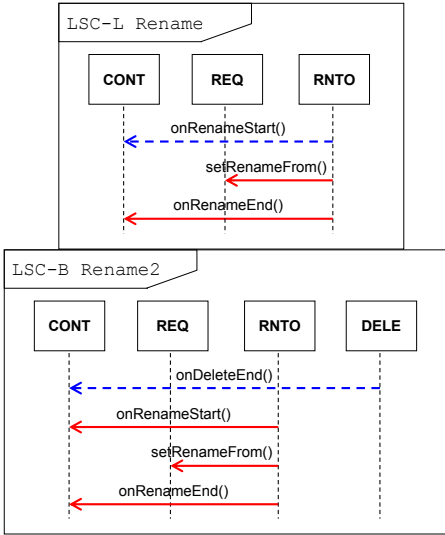 LSC-L Rename
CONT REQ RNTO
onRenameStart()
setRenameFrom()
onRenameEnd()
LSC-B Rename2
CONT REQ RNTO DELE
onDeleteEnd()
onRenameStart()
setRenameFrom()
onRenameEnd()